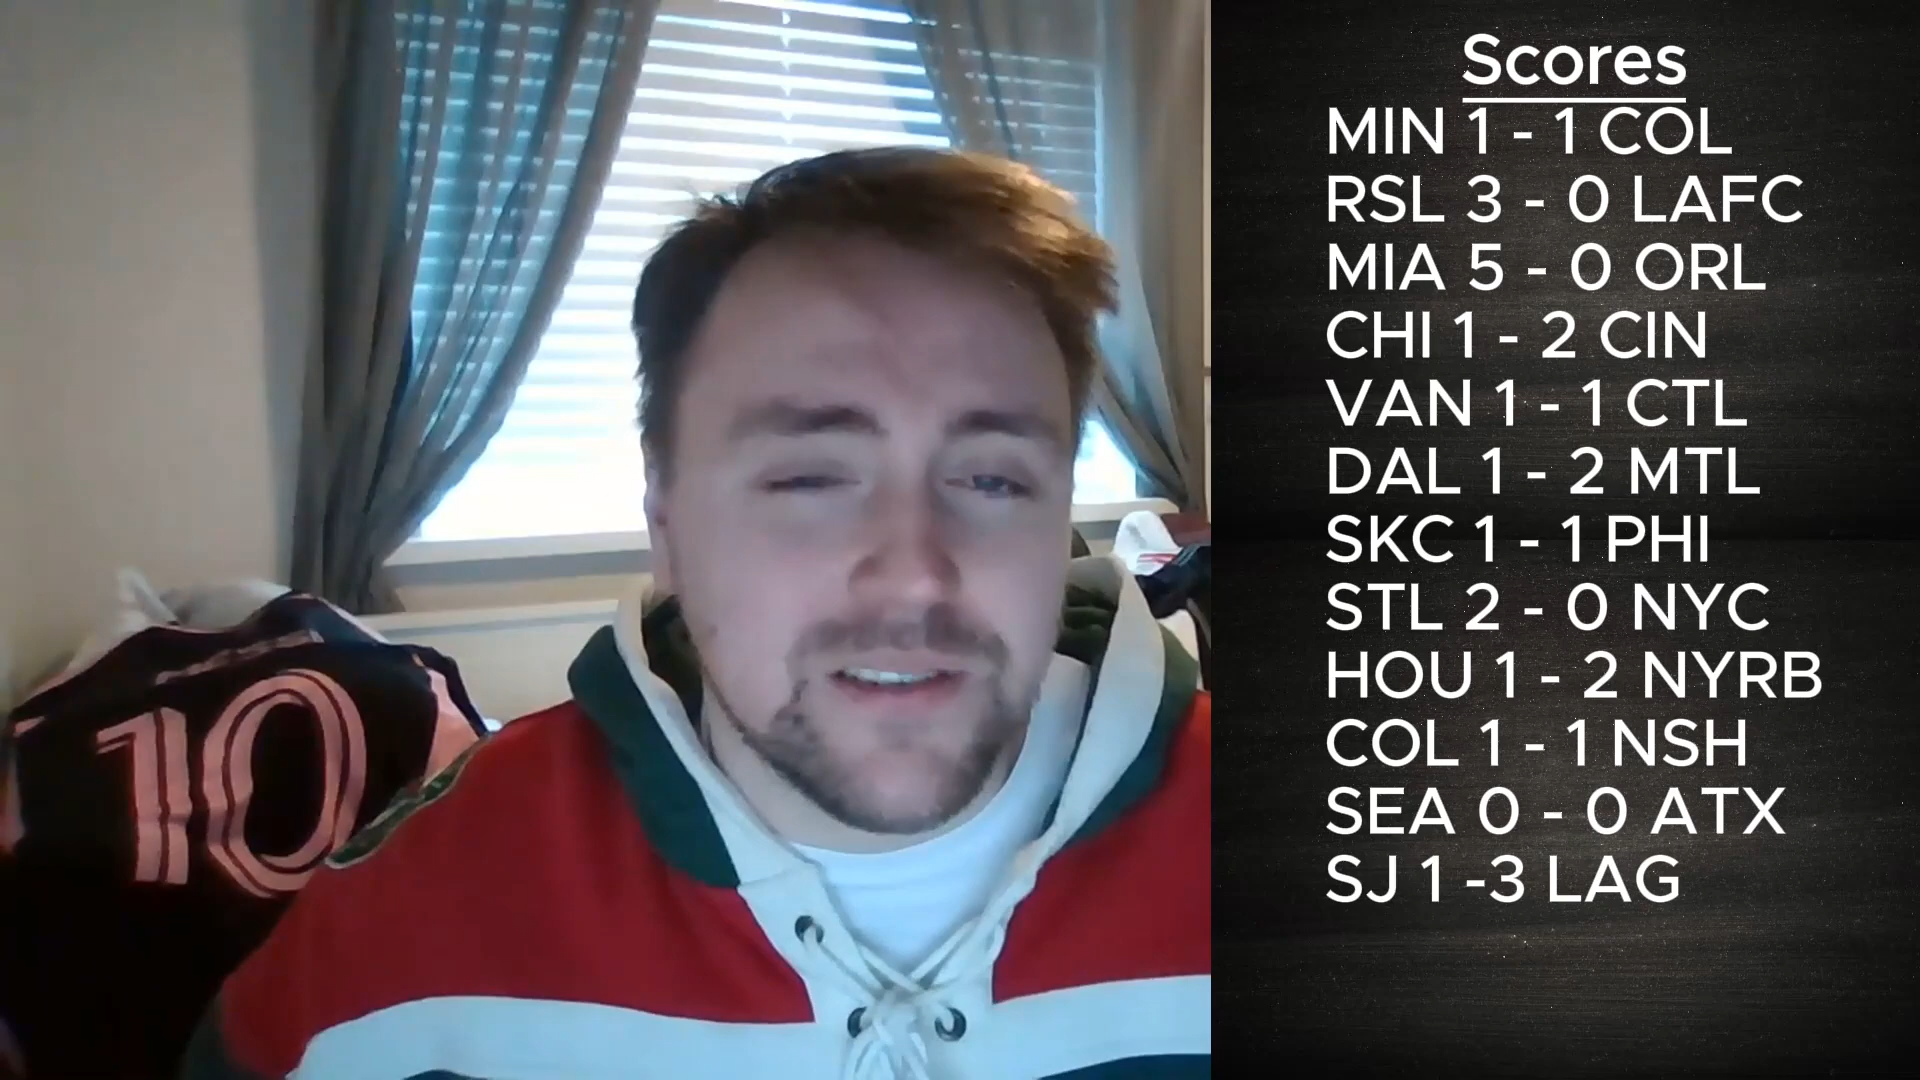 Scores
MIN 1 - 1 COL
RSL 3 - 0 LAFC
MIA 5 - 0 ORL
CHI 1 - 2 CIN
VAN 1 - 1 CTL
DAL 1 - 2 MTL
SKC 1 - 1 PHI
STL 2 - 0 NYC
HOU 1 - 2 NYRB
COL 1 - 1 NSH
SEA 0 - 0 ATX
SJ 1 -3 LAG
10